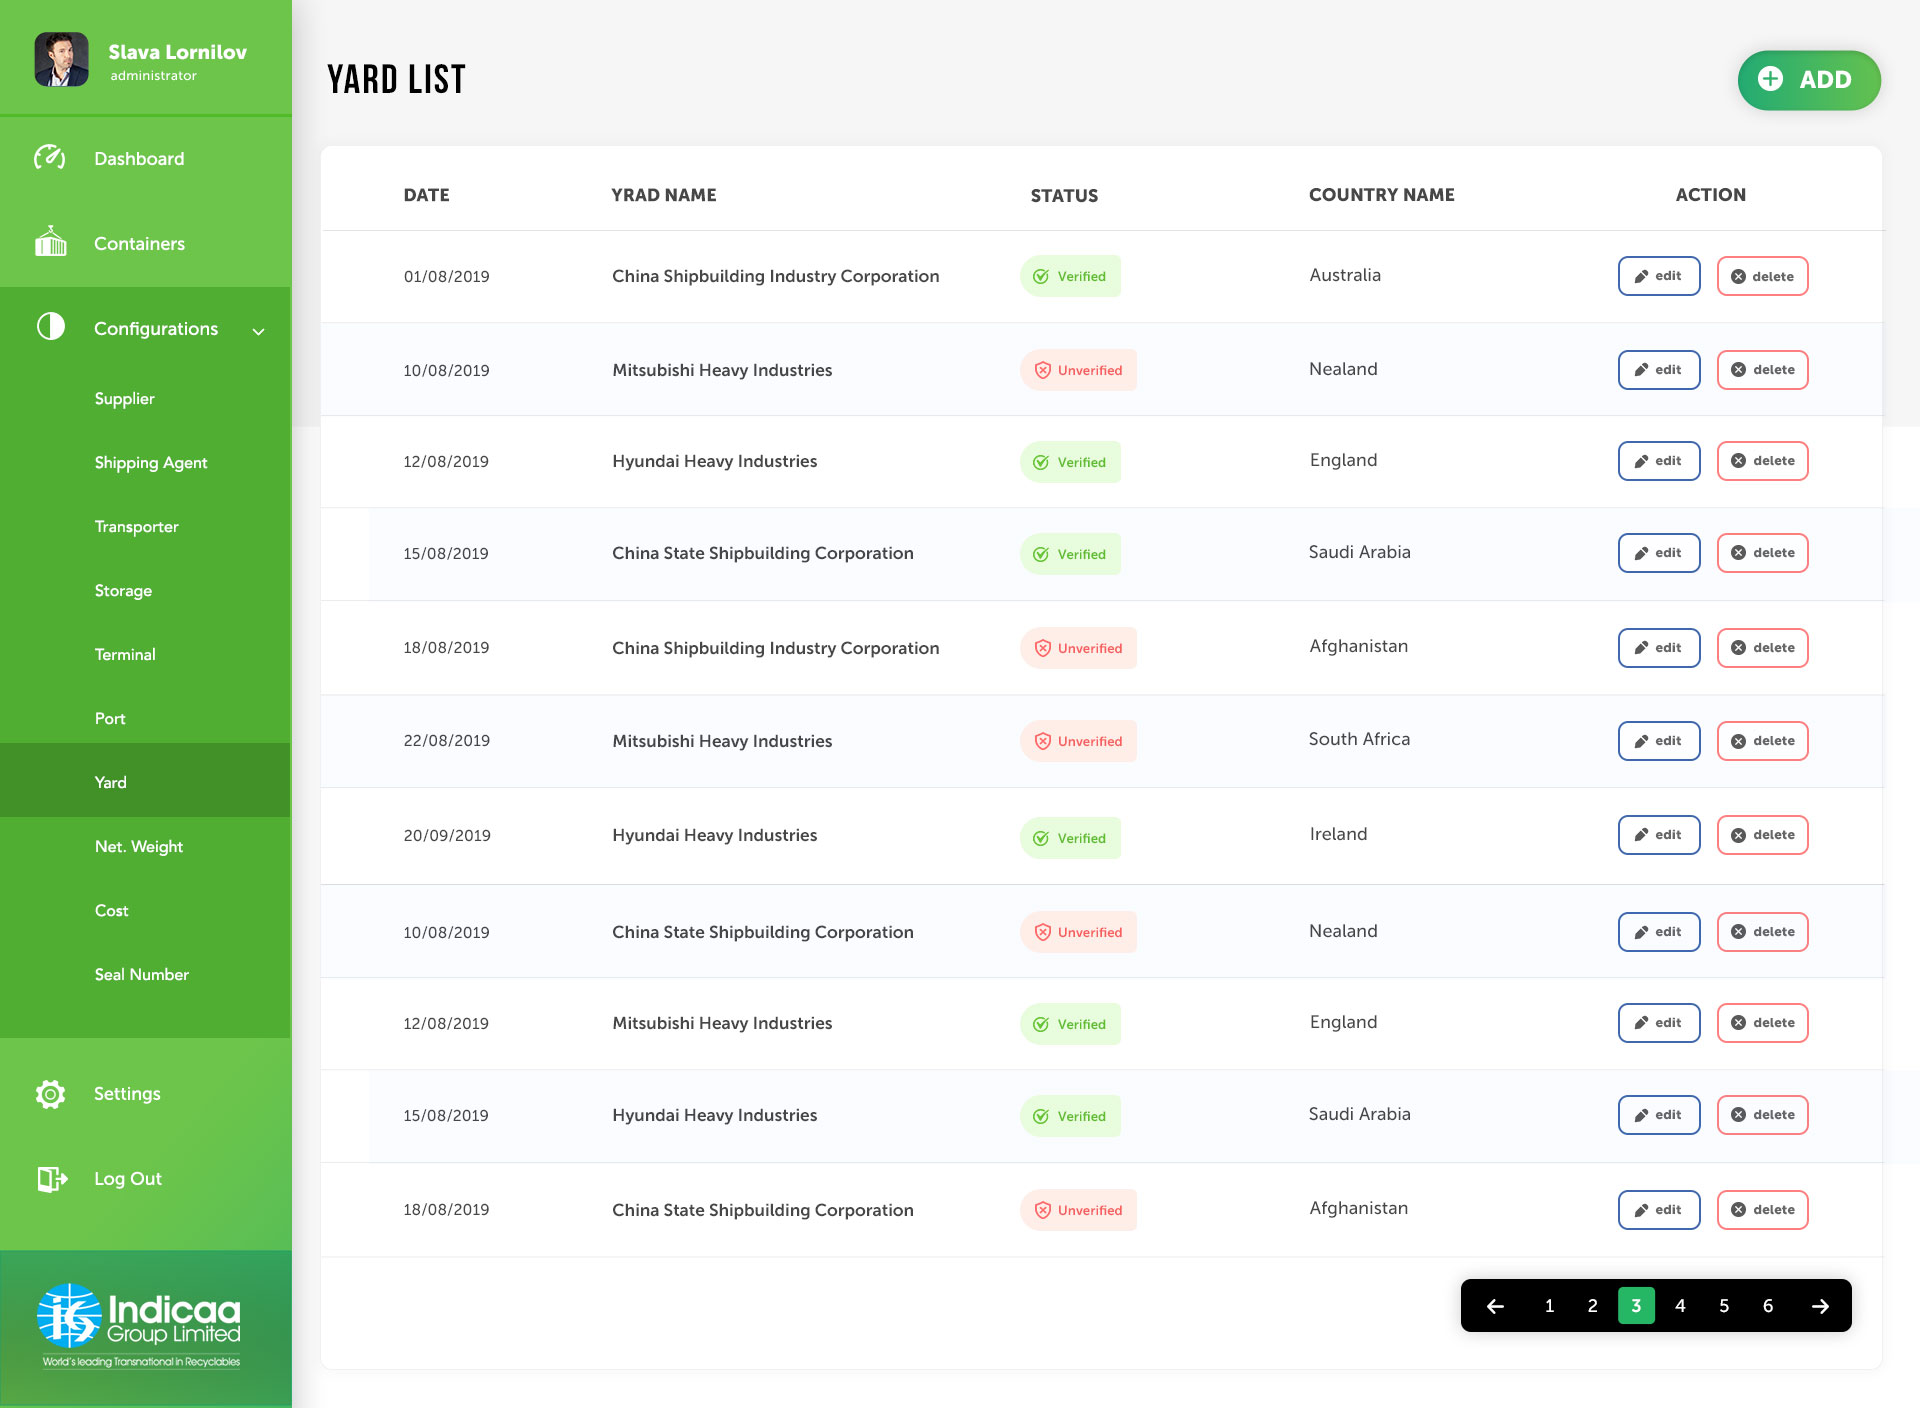 Slava Lornilov
administrator
Dashboard
Containers
Configurations
Supplier
Shipping Agent
Transporter
Storage
Terminal
Port
Yard
Net. Weight
Cost
Seal Number
Settings
Log Out
iks Indicaa
Group Limited
World's leading Transnational in Recyclables
YARD LIST
ADD
DATE YRAD NAME STATUS COUNTRY NAME ACTION
01/08/2019 China Shipbuilding Industry Corporation Verified Australia edit delete
10/08/2019 Mitsubishi Heavy Industries Unverified Nealand edit delete
12/08/2019 Hyundai Heavy Industries Verified England edit delete
15/08/2019 China State Shipbuilding Corporation Verified Saudi Arabia edit delete
18/08/2019 China Shipbuilding Industry Corporation Unverified Afghanistan edit delete
22/08/2019 Mitsubishi Heavy Industries Unverified South Africa edit delete
20/09/2019 Hyundai Heavy Industries Verified Ireland edit delete
10/08/2019 China State Shipbuilding Corporation Unverified Nealand edit delete
12/08/2019 Mitsubishi Heavy Industries Verified England edit delete
15/08/2019 Hyundai Heavy Industries Verified Saudi Arabia edit delete
18/08/2019 China State Shipbuilding Corporation Unverified Afghanistan edit delete
1 2 3 4 5 6